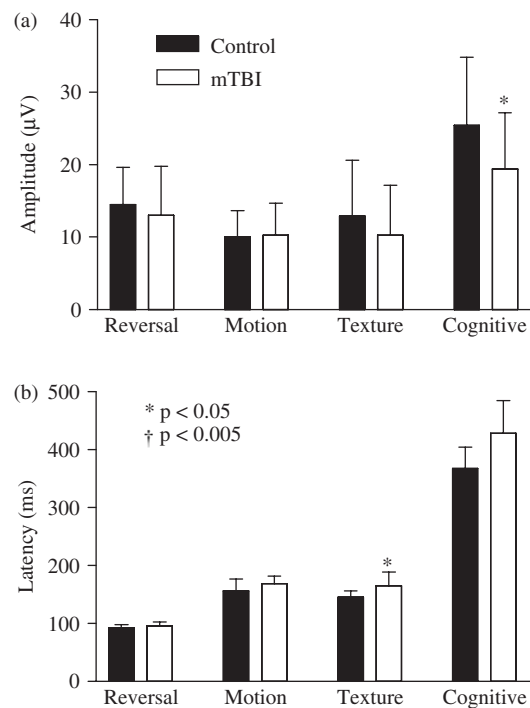 (a)
40
30
20
10
0
Amplitude (µV)
Control
mTBI
*
Reversal Motion Texture Cognitive
(b)
500
400
300
200
100
0
Latency (ms)
* p < 0.05
† p < 0.005
*
Reversal Motion Texture Cognitive